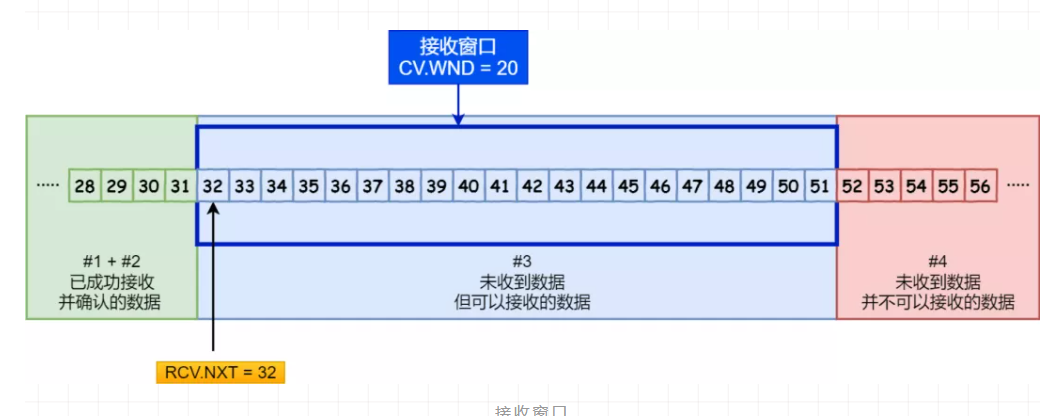 接收窗口
CV.WND = 20
..... 28 29 30 31 32 33 34 35 36 37 38 39 40 41 42 43 44 45 46 47 48 49 50 51 52 53 54 55 56 .....
#1 + #2
已成功接收
并确认的数据
#3
未收到数据
但可以接收的数据
#4
未收到数据
并不可以接收的数据
RCV.NXT = 32
接收窗口